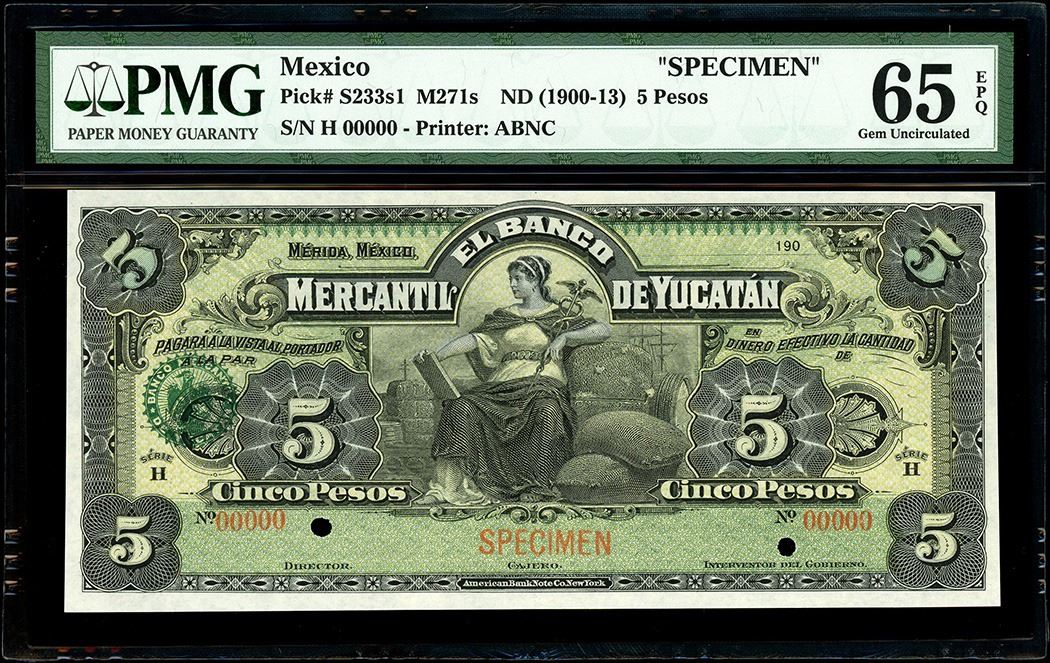 PMG
PAPER MONEY GUARANTY
Mexico "SPECIMEN"
Pick# S233s1 M271s ND (1900-13) 5 Pesos
S/N H 00000 - Printer: ABNC
65
EPQ
Gem Uncirculated
5 5
EL BANCO
MÉRIDA, MÉXICO, 190
MERCANTIL DE YUCATÁN
PAGARÁ A LA VISTA AL PORTADOR EN DINERO EFECTIVO LA CANTIDAD
A LA PAR DE
5 5
SÉRIE H SÉRIE H
CINCO PESOS CINCO PESOS
Nº 00000 Nº 00000
5 SPECIMEN 5
DIRECTOR. CAJERO. INTERVENTOR DEL GOBIERNO.
American Bank Note Co. New York.